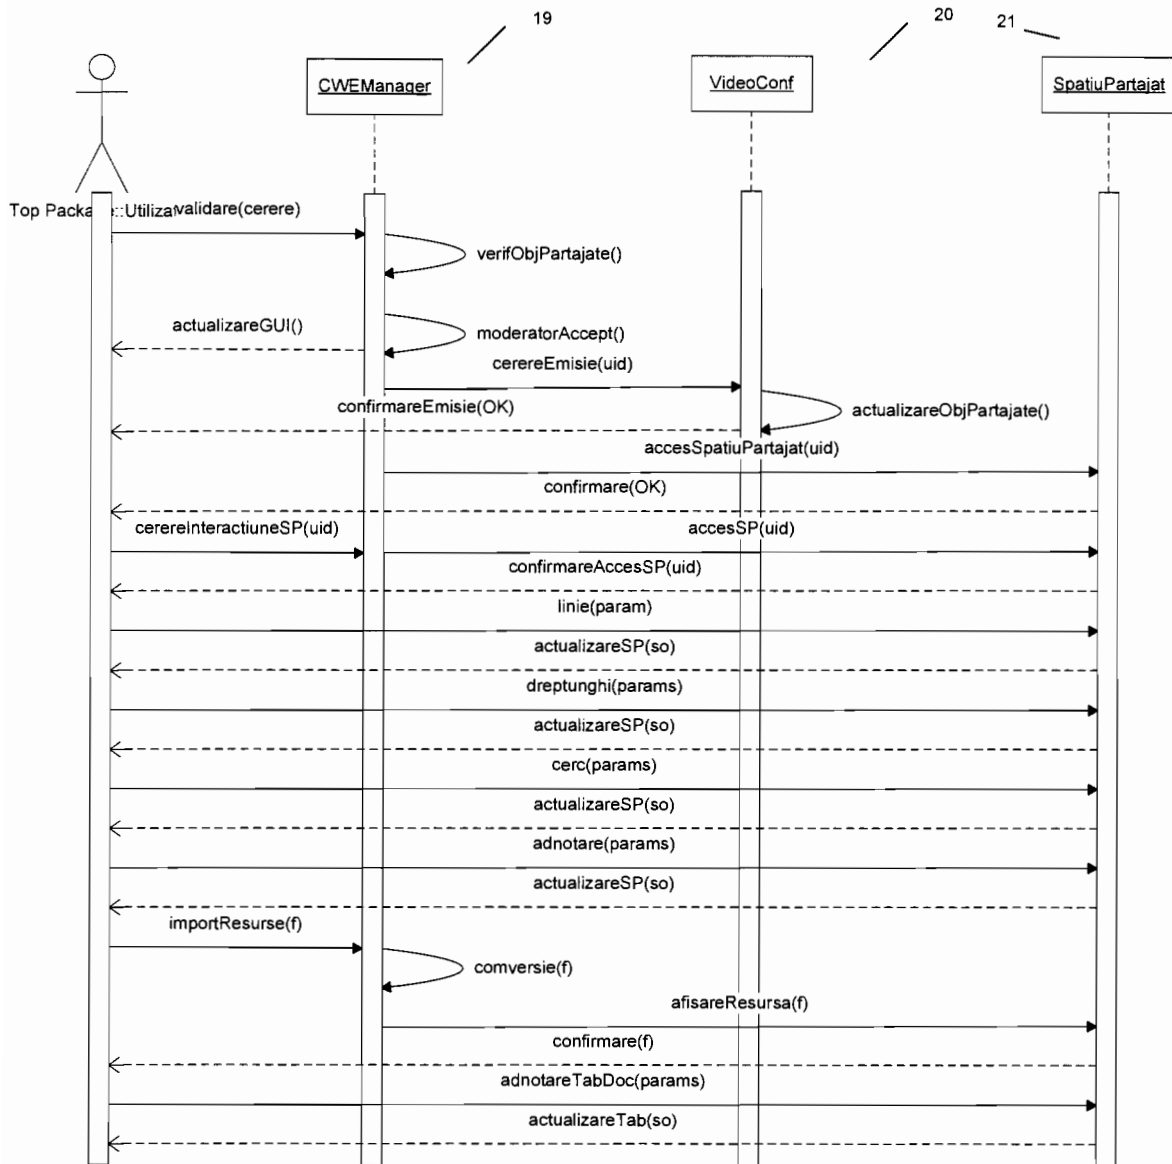 19
20
21
CWEManager
VideoConf
SpatiuPartajat
Top Packa
::Utilizat
validare(cerere)
verifObjPartajate()
actualizareGUI()
moderatorAccept()
cerereEmisie(uid)
confirmareEmisie(OK)
actualizareObjPartajate()
accesSpatiuPartajat(uid)
confirmare(OK)
cerereInteractiuneSP(uid)
accesSP(uid)
confirmareAccesSP(uid)
linie(param)
actualizareSP(so)
dreptunghi(params)
actualizareSP(so)
cerc(params)
actualizareSP(so)
adnotare(params)
actualizareSP(so)
importResurse(f)
comversie(f)
afisareResursa(f)
confirmare(f)
adnotareTabDoc(params)
actualizareTab(so)